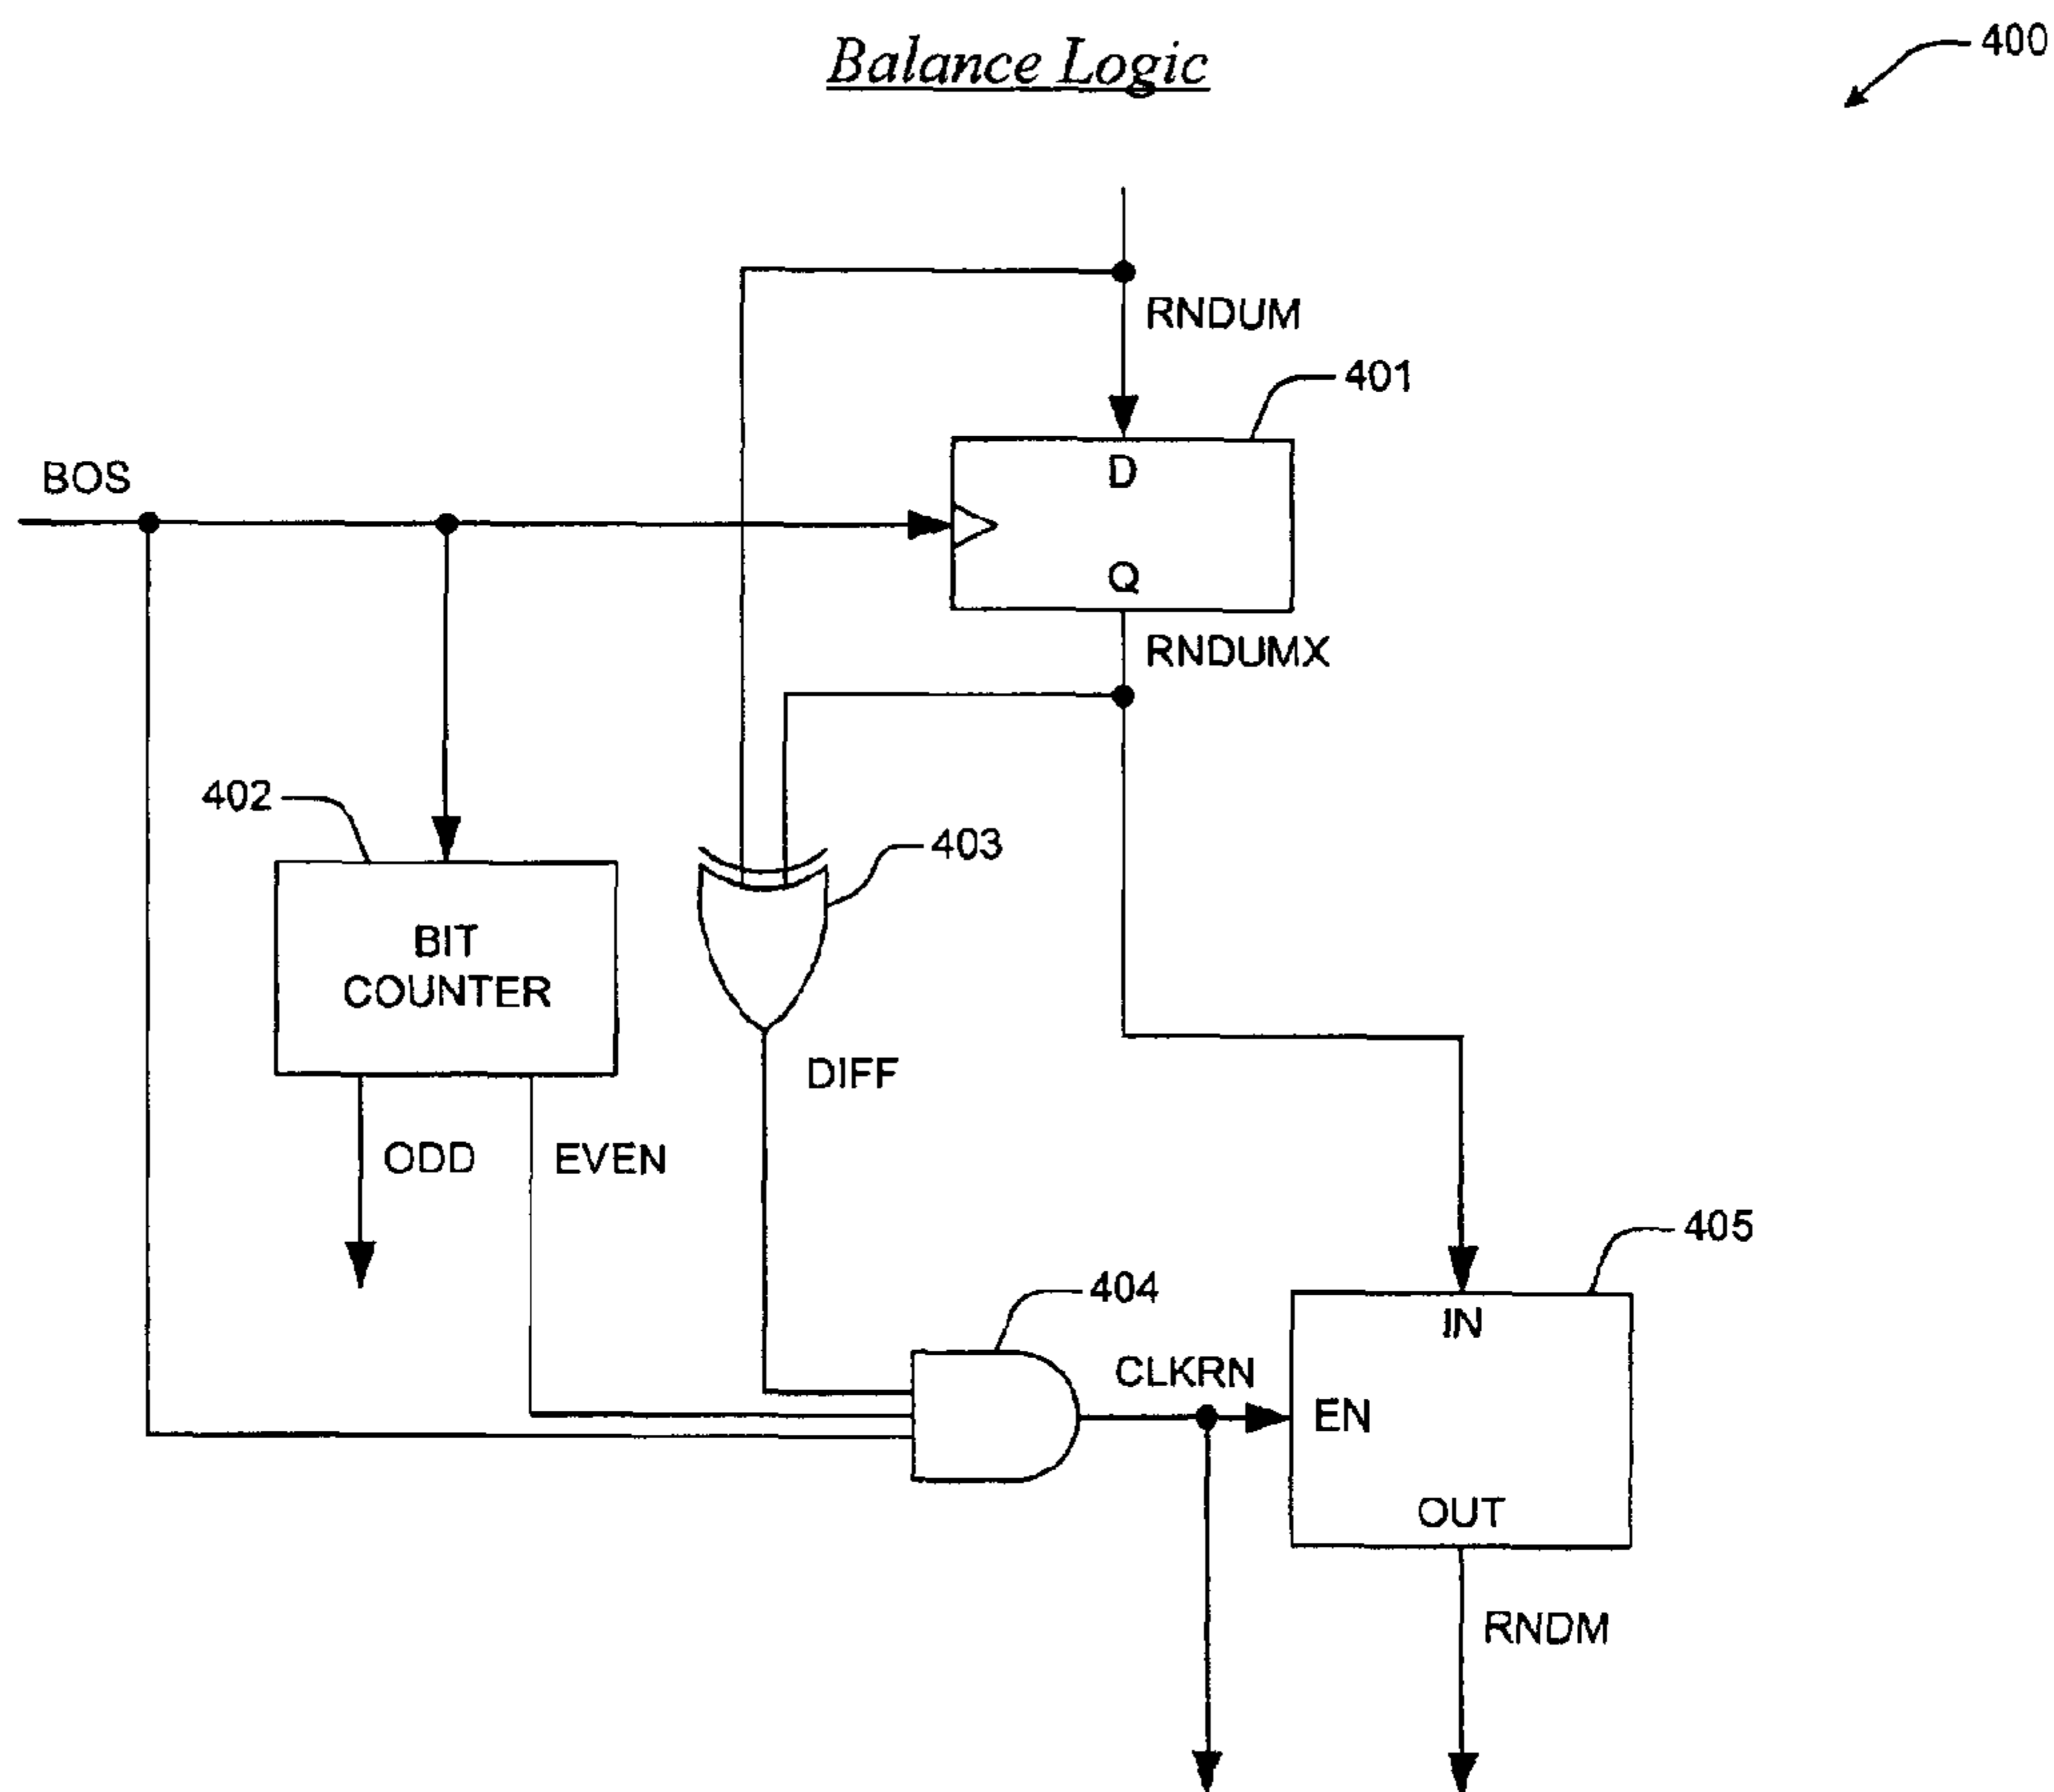 Balance Logic
400
RNDUM
401
D
BOS
Q
RNDUMX
402
403
BIT
COUNTER
DIFF
ODD
EVEN
405
404
IN
CLKRN
EN
OUT
RNDM